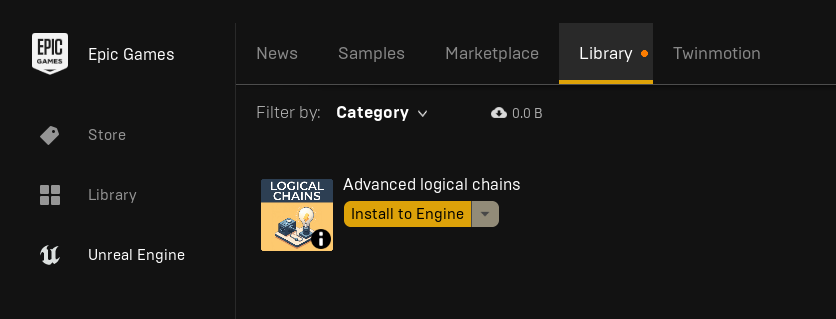 EPIC
GAMES
Epic Games
Store
Library
Unreal Engine
News
Samples
Marketplace
Library
Twinmotion
Filter by:
Category
0.0 B
LOGICAL
CHAINS
Advanced logical chains
Install to Engine